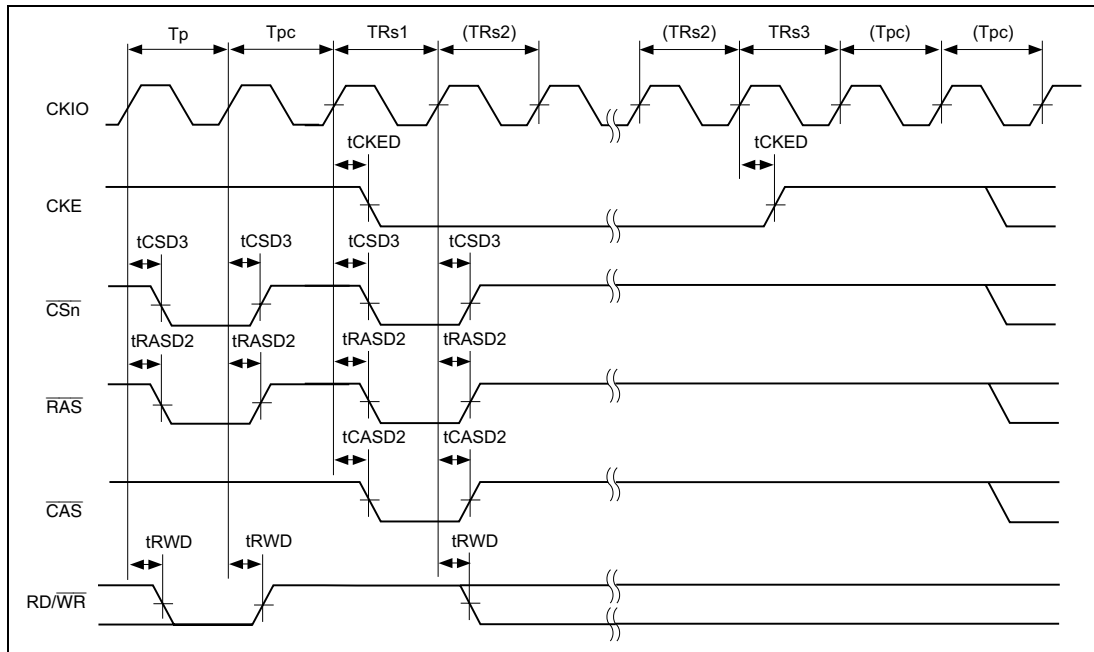 Tp Tpc TRs1 (TRs2) (TRs2) TRs3 (Tpc) (Tpc)
CKIO
tCKED tCKED
CKE
tCSD3 tCSD3 tCSD3 tCSD3
CSn
tRASD2 tRASD2 tRASD2 tRASD2
RAS
tCASD2 tCASD2
CAS
tRWD tRWD tRWD
RD/WR